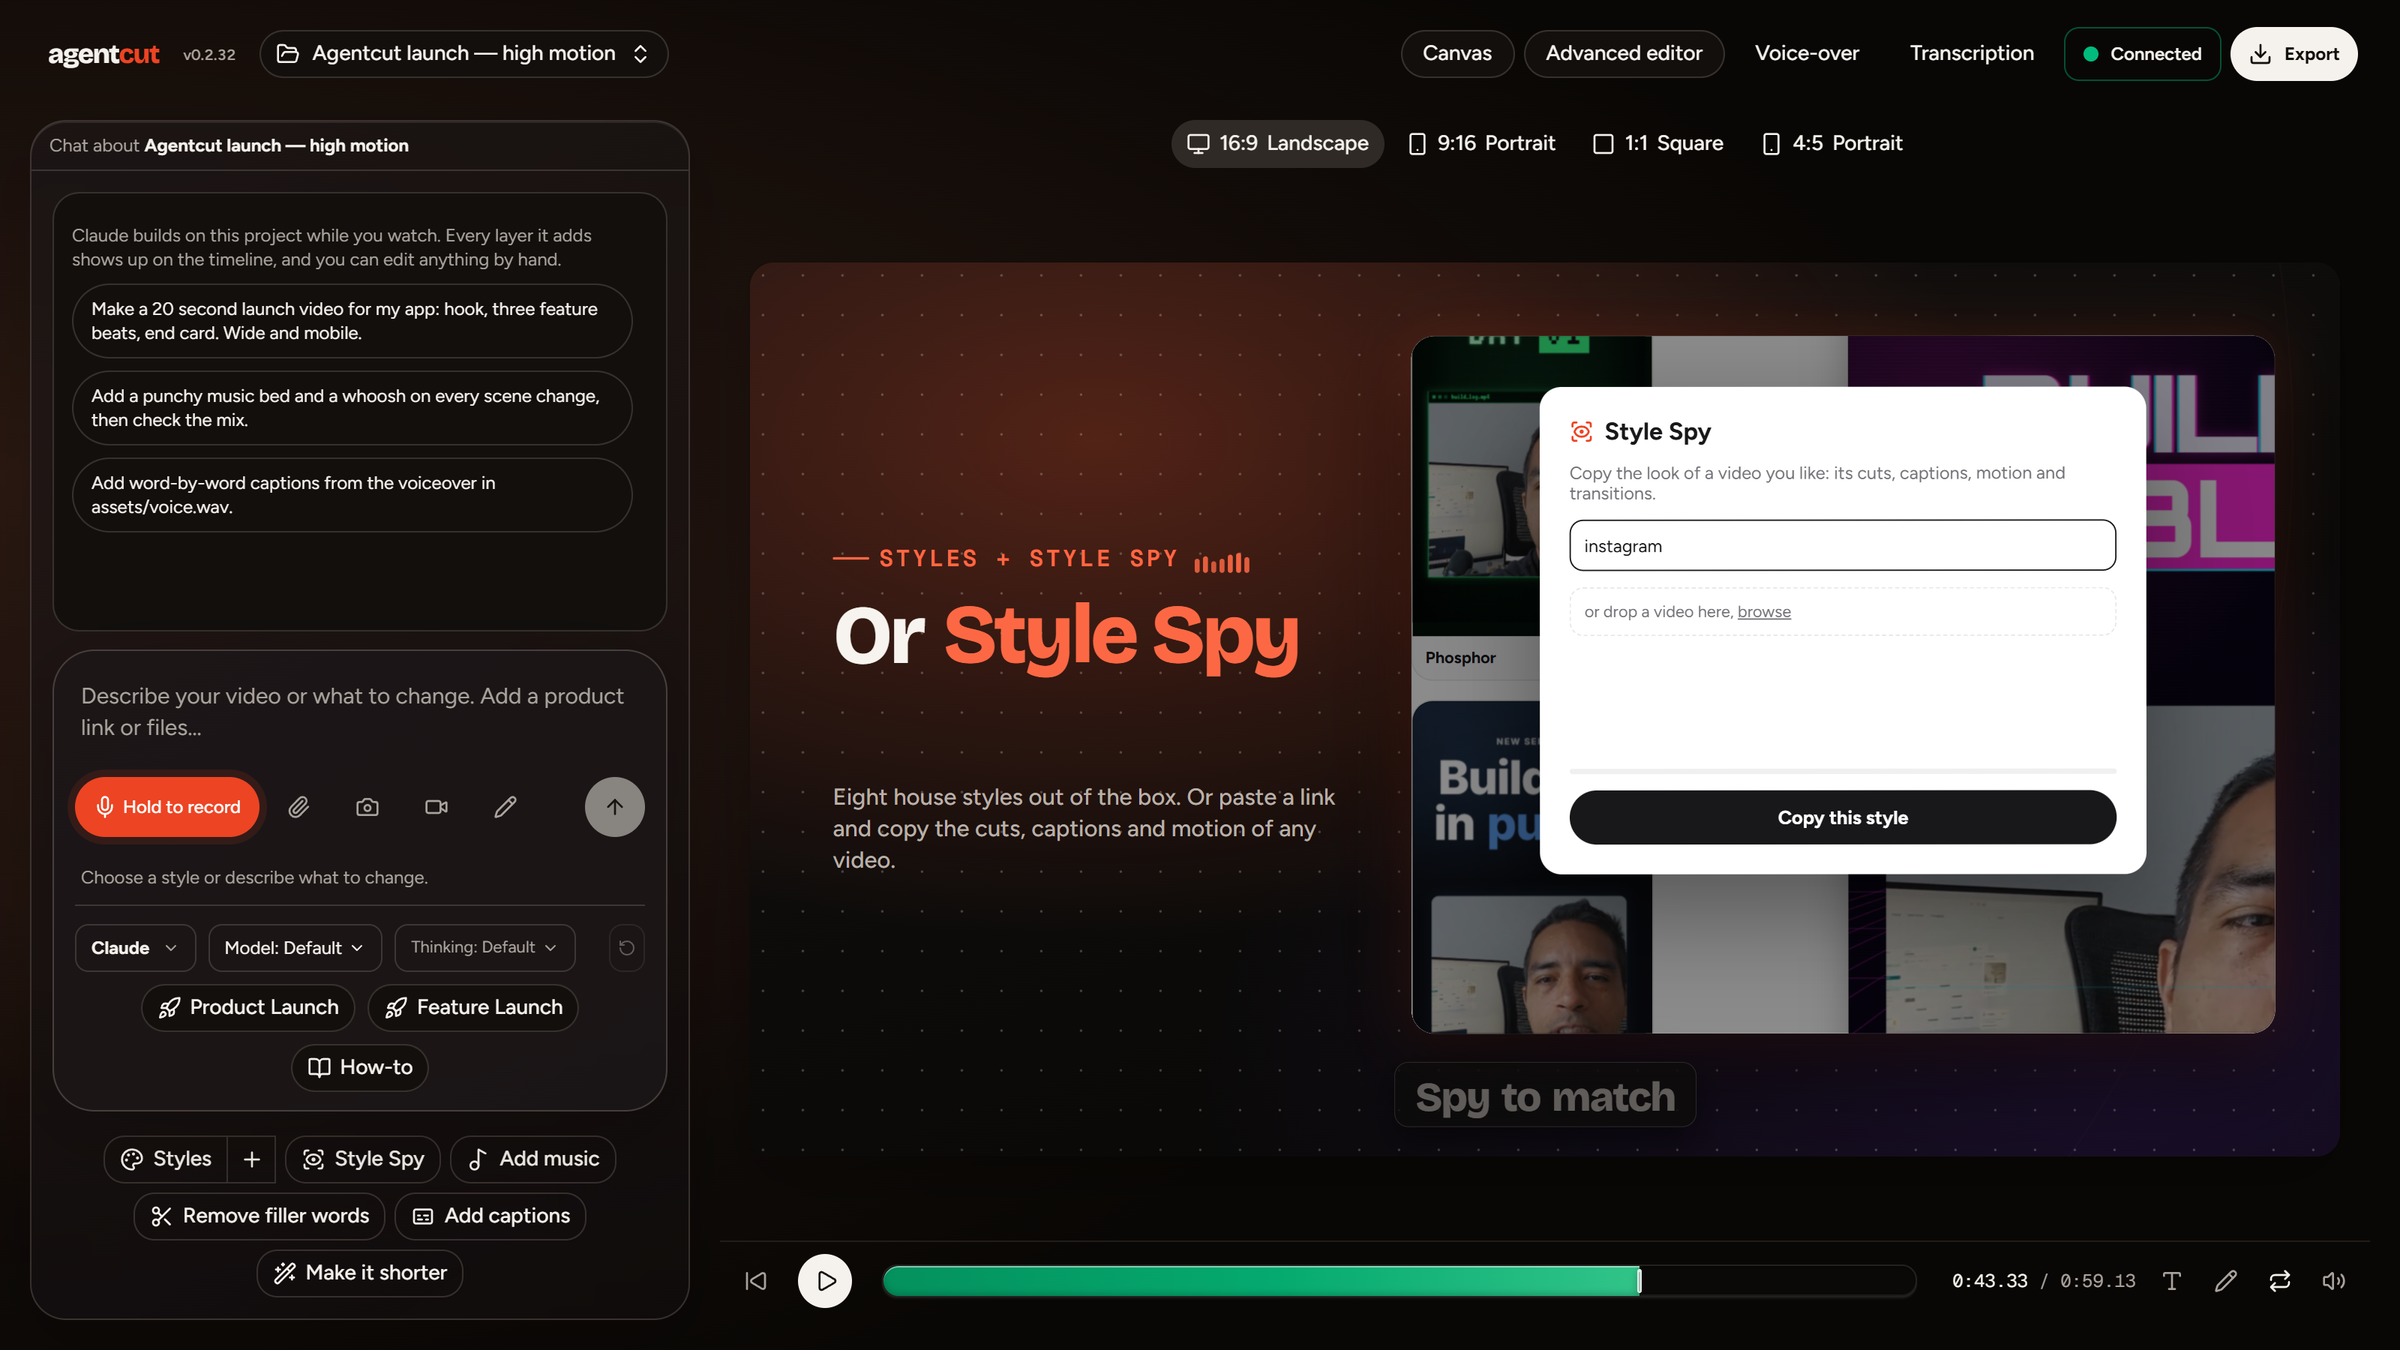 agentcut v0.2.32 Agentcut launch — high motion
Canvas Advanced editor Voice-over Transcription Connected Export
Chat about Agentcut launch — high motion
Claude builds on this project while you watch. Every layer it adds
shows up on the timeline, and you can edit anything by hand.
Make a 20 second launch video for my app: hook, three feature
beats, end card. Wide and mobile.
Add a punchy music bed and a whoosh on every scene change,
then check the mix.
Add word-by-word captions from the voiceover in
assets/voice.wav.
Describe your video or what to change. Add a product
link or files...
Hold to record
Choose a style or describe what to change.
Claude Model: Default Thinking: Default
Product Launch Feature Launch
How-to
Styles + Style Spy Add music
Remove filler words Add captions
Make it shorter
16:9 Landscape 9:16 Portrait 1:1 Square 4:5 Portrait
— STYLES + STYLE SPY
Or Style Spy
Eight house styles out of the box. Or paste a link
and copy the cuts, captions and motion of any
video.
Style Spy
Copy the look of a video you like: its cuts, captions, motion and
transitions.
instagram
or drop a video here, browse
Copy this style
Phosphor
Build
in
Spy to match
0:43.33 / 0:59.13